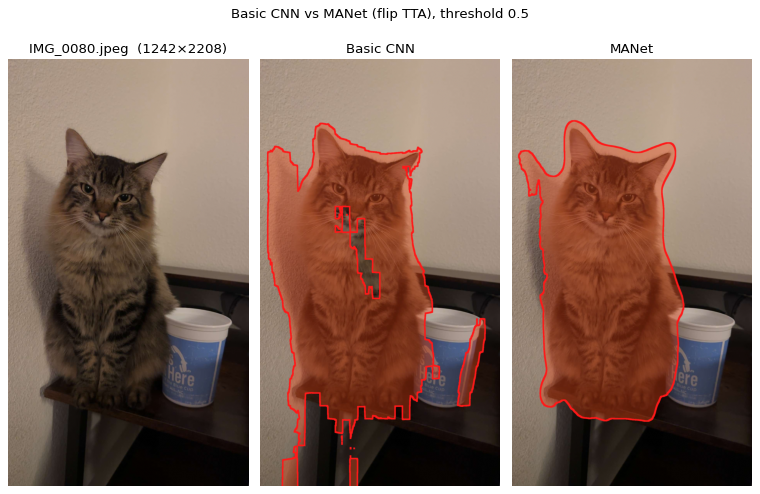 Basic CNN vs MANet (flip TTA), threshold 0.5
IMG_0080.jpeg (1242×2208)
Basic CNN
MANet
Here
Here
Here